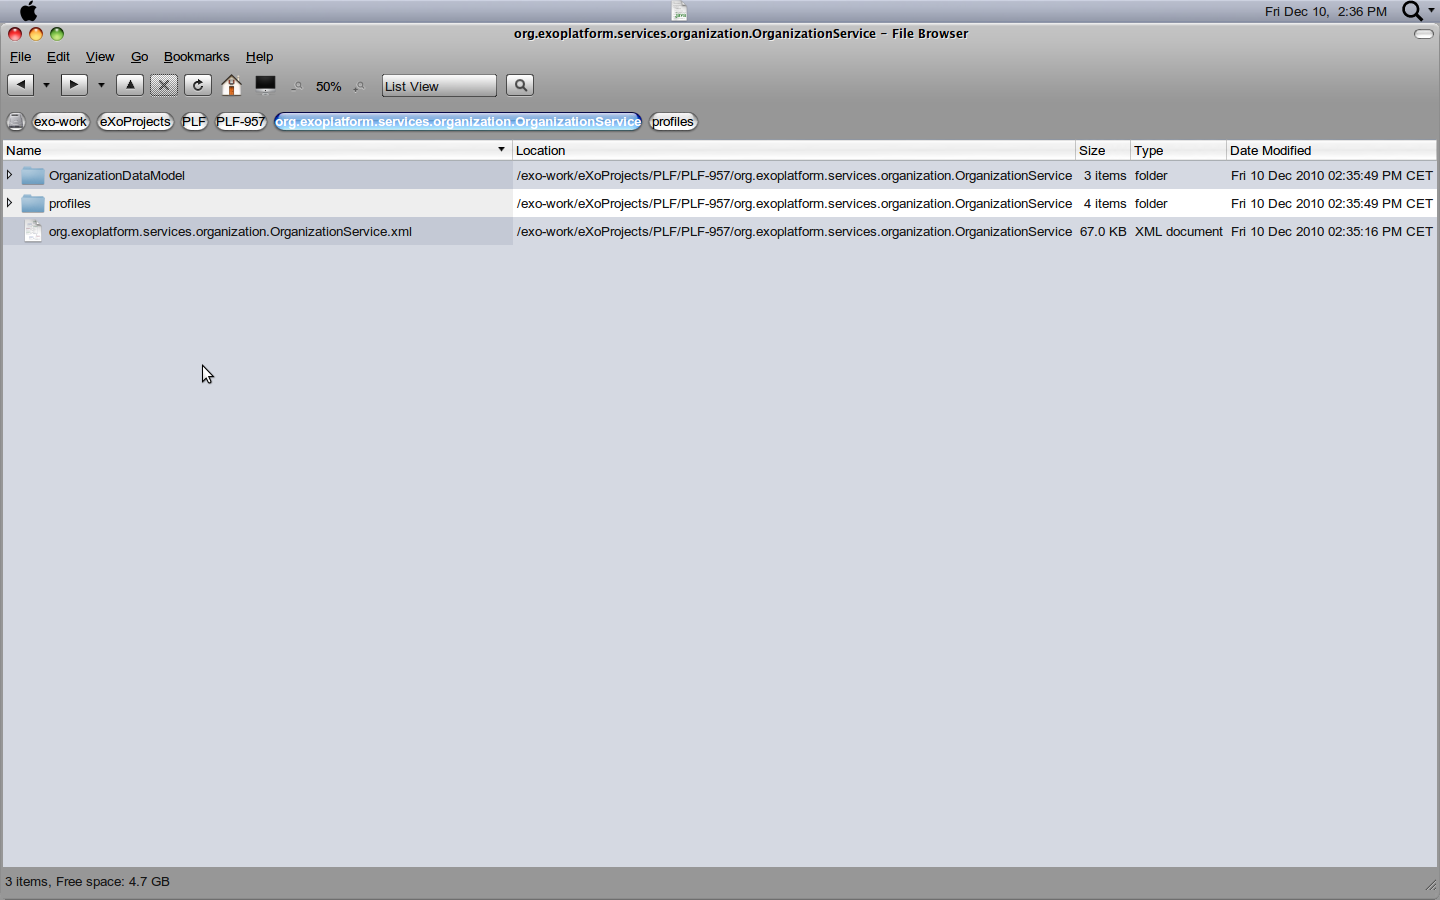 Fri Dec 10, 2:36 PM
org.exoplatform.services.organization.OrganizationService - File Browser
File Edit View Go Bookmarks Help
50% List View
exo-work eXoProjects PLF PLF-957 org.exoplatform.services.organization.OrganizationService profiles
Name Location Size Type Date Modified
OrganizationDataModel /exo-work/eXoProjects/PLF/PLF-957/org.exoplatform.services.organization.OrganizationService 3 items folder Fri 10 Dec 2010 02:35:49 PM CET
profiles /exo-work/eXoProjects/PLF/PLF-957/org.exoplatform.services.organization.OrganizationService 4 items folder Fri 10 Dec 2010 02:35:49 PM CET
org.exoplatform.services.organization.OrganizationService.xml /exo-work/eXoProjects/PLF/PLF-957/org.exoplatform.services.organization.OrganizationService 67.0 KB XML document Fri 10 Dec 2010 02:35:16 PM CET
3 items, Free space: 4.7 GB